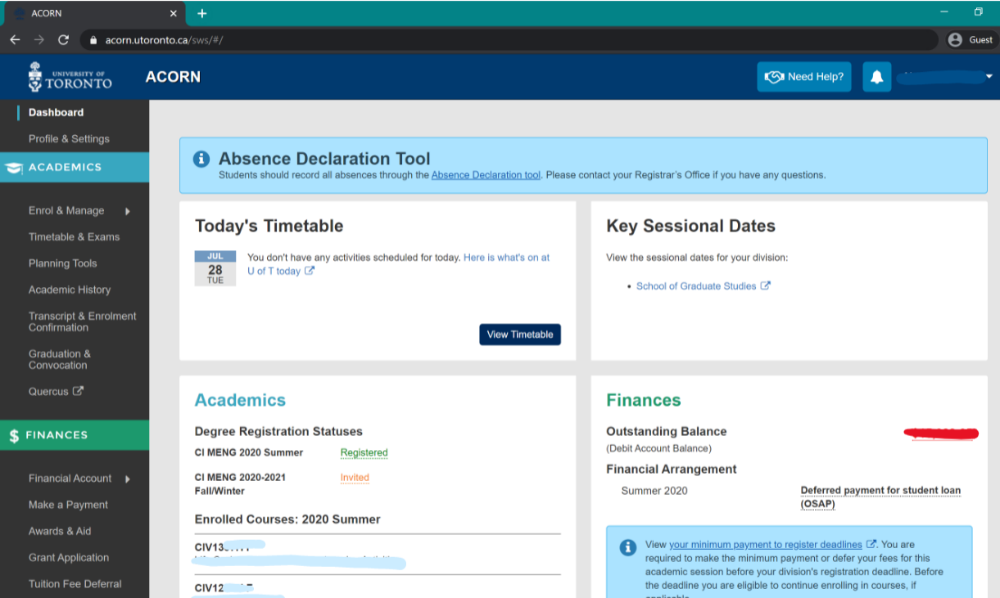 ACORN
acorn.utoronto.ca/sws/#/
Guest
UNIVERSITY OF
TORONTO
ACORN
Need Help?
Dashboard
Profile & Settings
ACADEMICS
Enrol & Manage
Timetable & Exams
Planning Tools
Academic History
Transcript & Enrolment
Confirmation
Graduation &
Convocation
Quercus
$ FINANCES
Financial Account
Make a Payment
Awards & Aid
Grant Application
Tuition Fee Deferral
Absence Declaration Tool
Students should record all absences through the Absence Declaration tool. Please contact your Registrar's Office if you have any questions.
Today's Timetable
JUL
28
TUE
You don't have any activities scheduled for today. Here is what's on at
U of T today
View Timetable
Key Sessional Dates
View the sessional dates for your division:
• School of Graduate Studies
Academics
Degree Registration Statuses
CI MENG 2020 Summer Registered
CI MENG 2020-2021 Invited
Fall/Winter
Enrolled Courses: 2020 Summer
CIV13
CIV12
Finances
Outstanding Balance
(Debit Account Balance)
Financial Arrangement
Summer 2020
Deferred payment for student loan
(OSAP)
View your minimum payment to register deadlines. You are
required to make the minimum payment or defer your fees for this
academic session before your division's registration deadline. Before
the deadline you are eligible to continue enrolling in courses, if